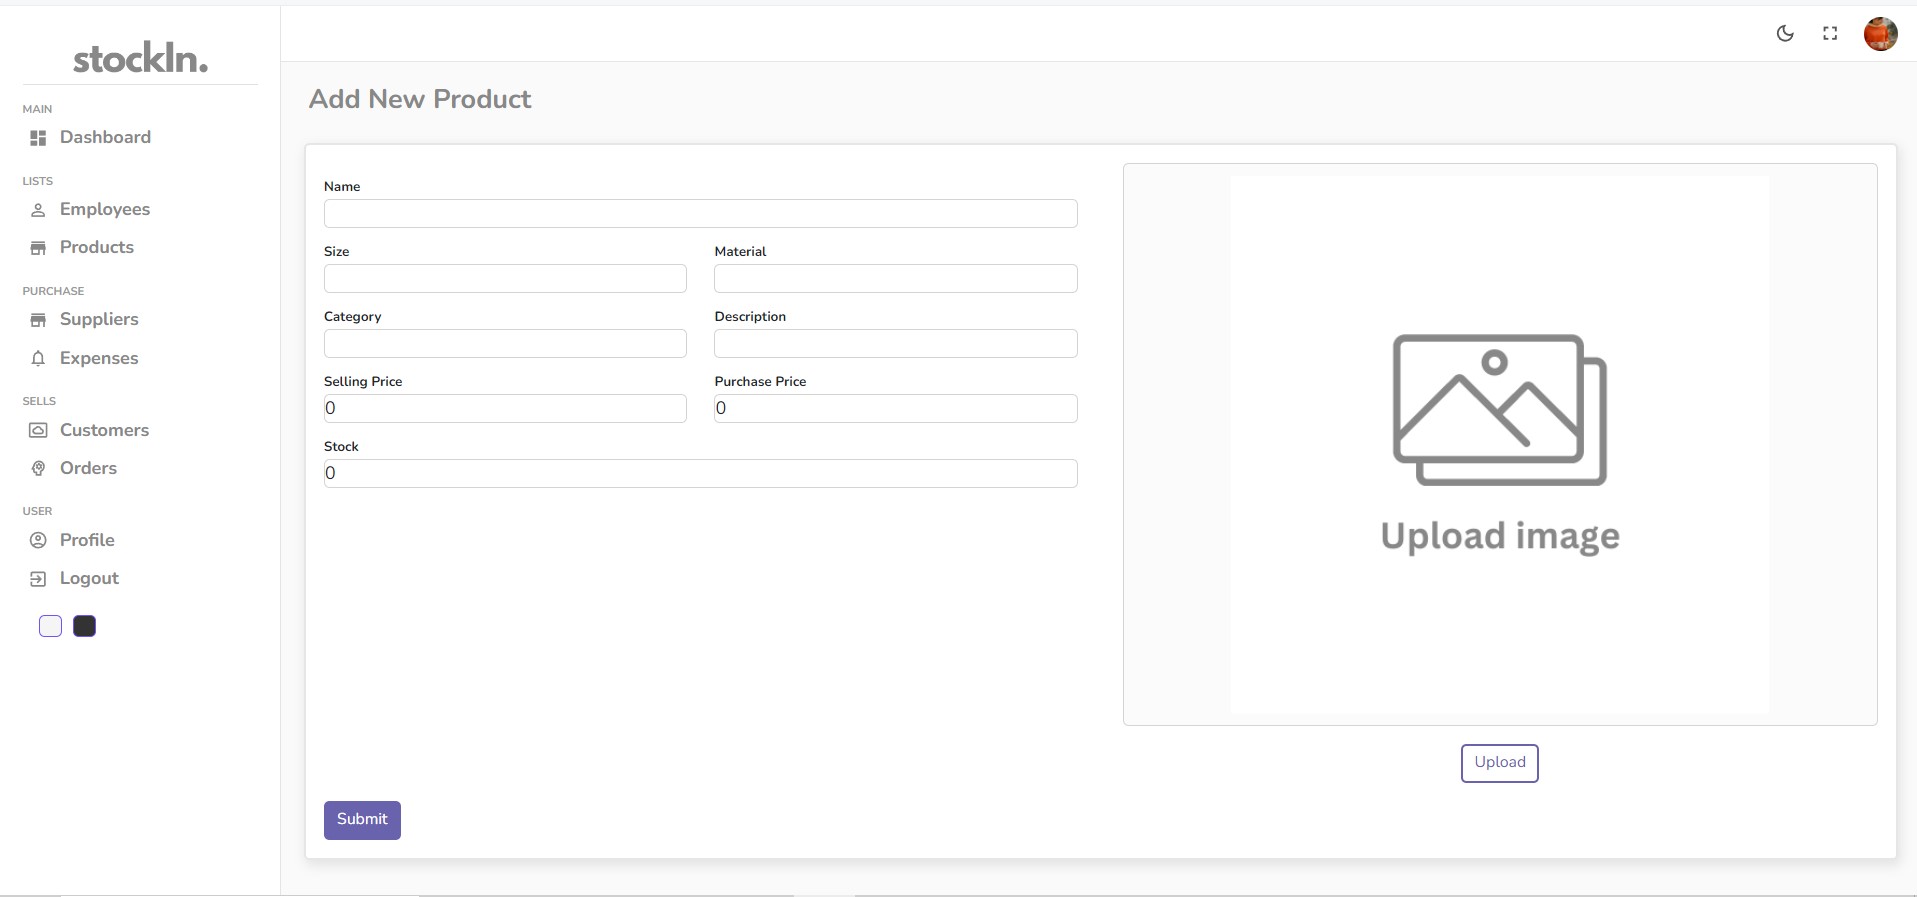 stockIn.
MAIN
Dashboard
LISTS
Employees
Products
PURCHASE
Suppliers
Expenses
SELLS
Customers
Orders
USER
Profile
Logout
Add New Product
Name
Size
Material
Category
Description
Selling Price
Purchase Price
0
0
Stock
0
Upload image
Upload
Submit